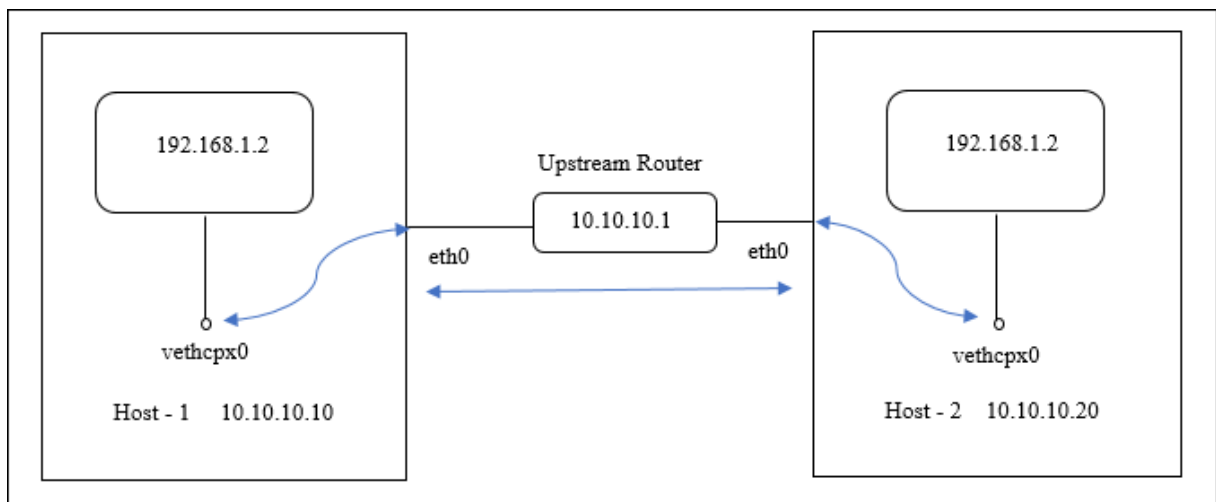 192.168.1.2
192.168.1.2
Upstream Router
10.10.10.1
eth0
eth0
vethcpx0
vethcpx0
Host - 1 10.10.10.10
Host - 2 10.10.10.20